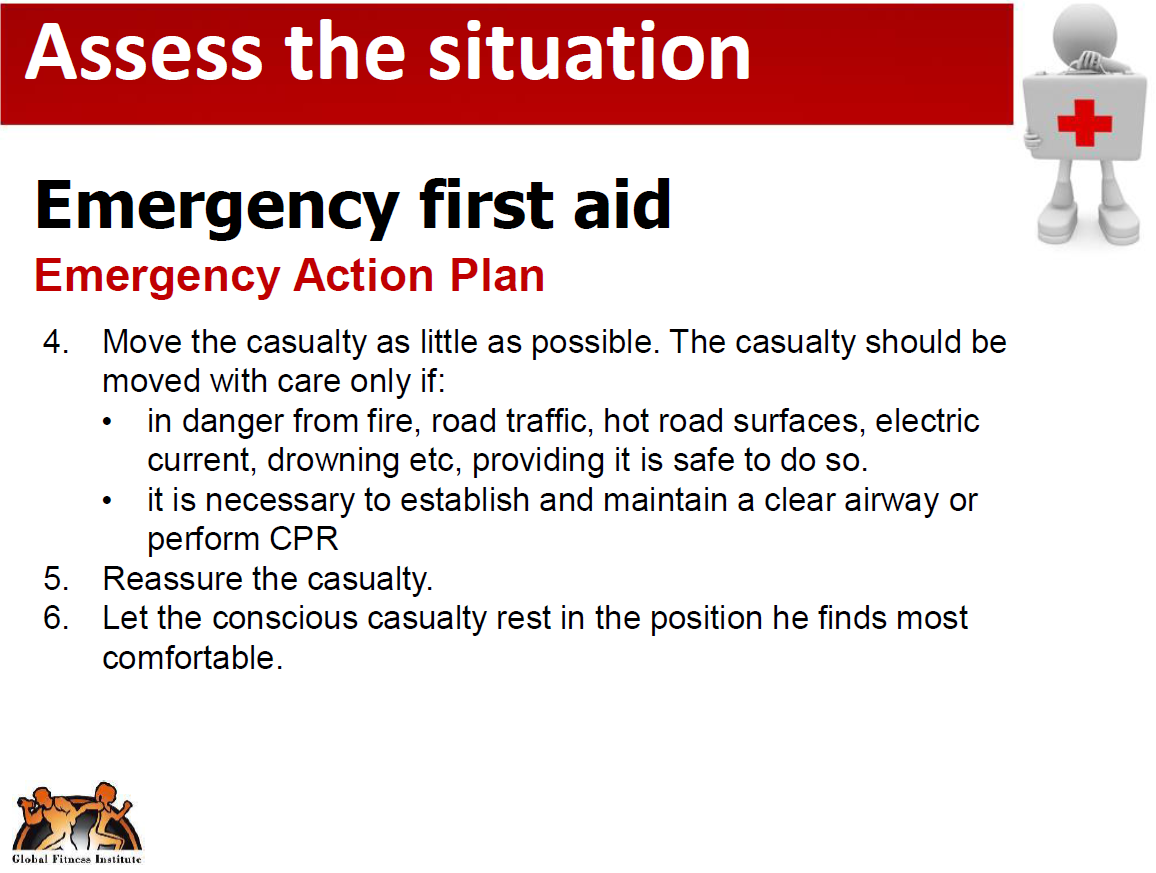 Assess the situation
Emergency first aid
Emergency Action Plan
4. Move the casualty as little as possible. The casualty should be
moved with care only if:
• in danger from fire, road traffic, hot road surfaces, electric
current, drowning etc, providing it is safe to do so.
• it is necessary to establish and maintain a clear airway or
perform CPR
5. Reassure the casualty.
6. Let the conscious casualty rest in the position he finds most
comfortable.
Global Fitness Institute